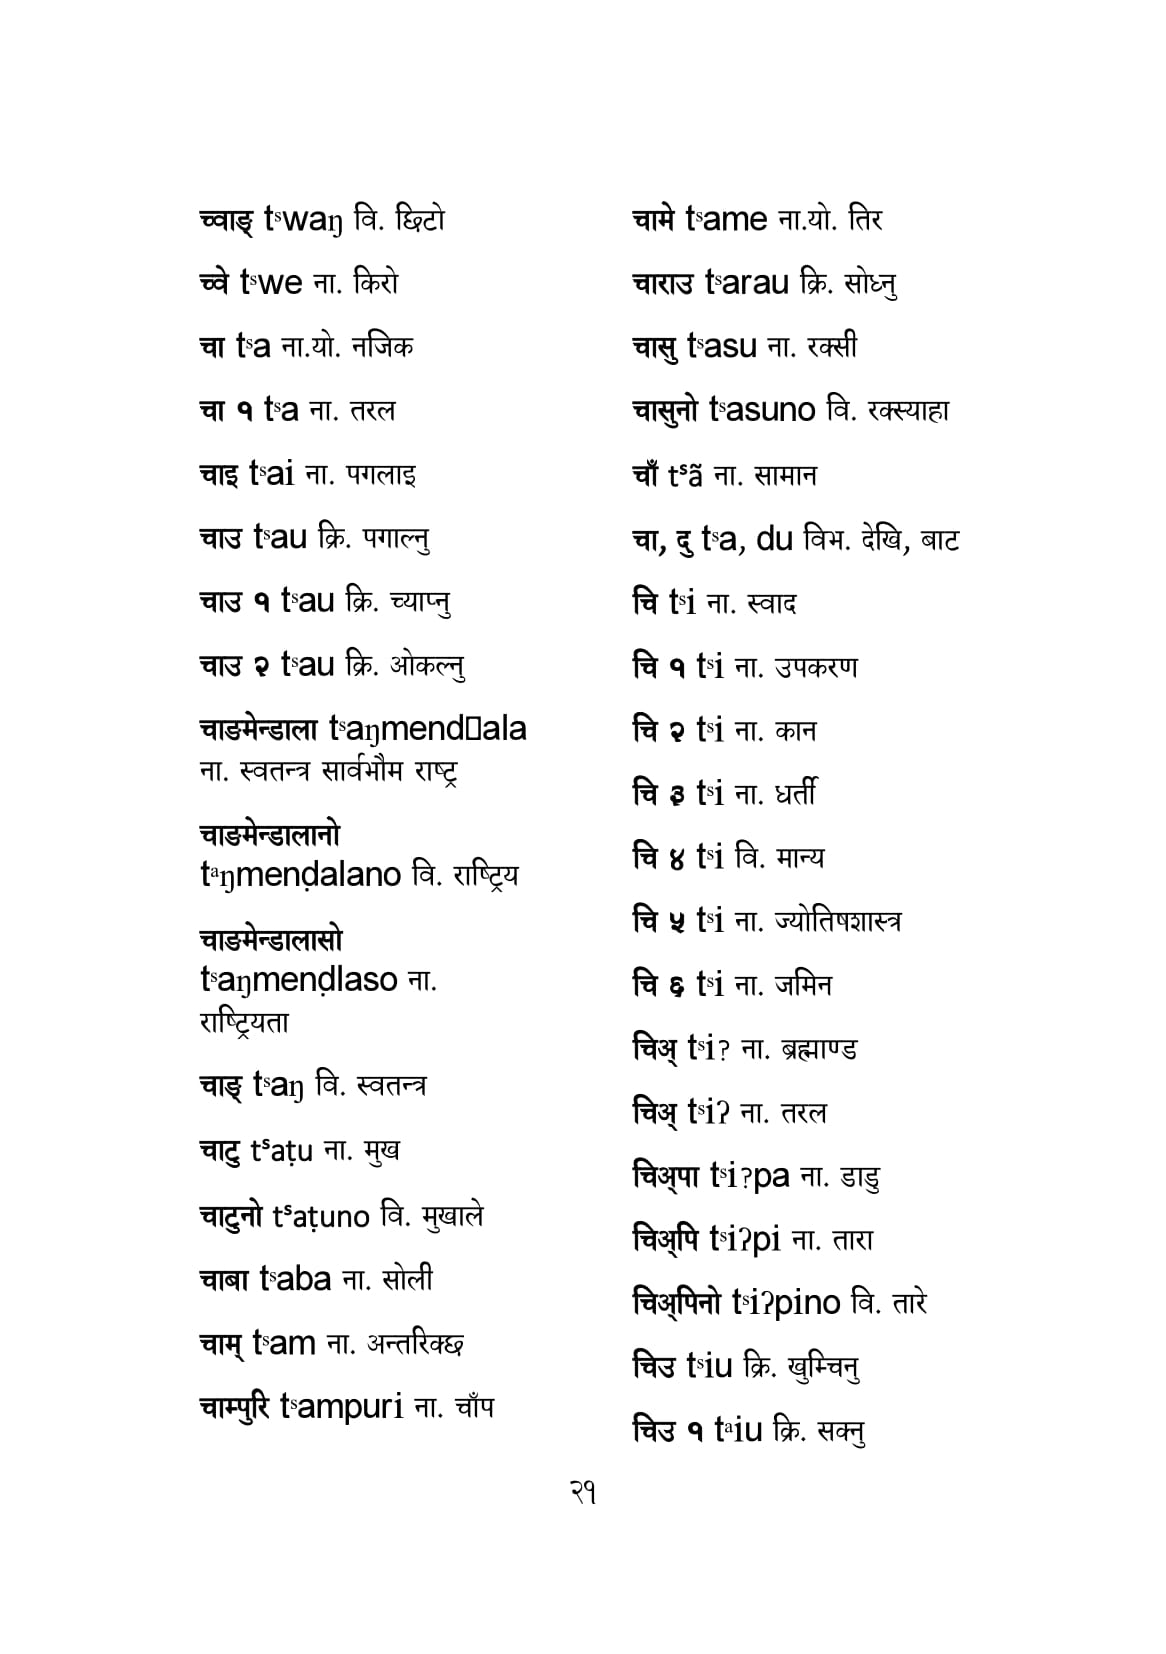 च्वाङ् tˢwaŋ वि. छिटो
च्वे tˢwe ना. किरो
चा tˢa ना.यो. नजिक
चा १ tˢa ना. तरल
चाइ tˢai ना. पगलाइ
चाउ tˢau क्रि. पगाल्नु
चाउ १ tˢau क्रि. च्याप्नु
चाउ २ tˢau क्रि. ओकल्नु
चाङमेन्डाला tˢaŋmend▯ala
ना. स्वतन्त्र सार्वभौम राष्ट्र
चाङमेन्डालानो
tᵃŋmenḍalano वि. राष्ट्रिय
चाङमेन्डालासो
tˢaŋmenḍlaso ना.
राष्ट्रियता
चाङ् tˢaŋ वि. स्वतन्त्र
चाटु tˢaṭu ना. मुख
चाटुनो tˢaṭuno वि. मुखाले
चाबा tˢaba ना. सोली
चाम् tˢam ना. अन्तरिक्छ
चाम्पुरि tˢampuri ना. चाँप
चामे tˢame ना.यो. तिर
चाराउ tˢarau क्रि. सोध्नु
चासु tˢasu ना. रक्सी
चासुनो tˢasuno वि. रक्स्याहा
चाँ tˢã ना. सामान
चा, दु tˢa, du विभ. देखि, बाट
चि tˢi ना. स्वाद
चि १ tˢi ना. उपकरण
चि २ tˢi ना. कान
चि ३ tˢi ना. धर्ती
चि ४ tˢi वि. मान्य
चि ५ tˢi ना. ज्योतिषशास्त्र
चि ६ tˢi ना. जमिन
चिअ् tˢi? ना. ब्रह्माण्ड
चिअ् tˢiʔ ना. तरल
चिअ्पा tˢi?pa ना. डाडु
चिअ्पि tˢiʔpi ना. तारा
चिअ्पिनो tˢiʔpino वि. तारे
चिउ tˢiu क्रि. खुम्चिनु
चिउ १ tᵃiu क्रि. सक्नु
२१